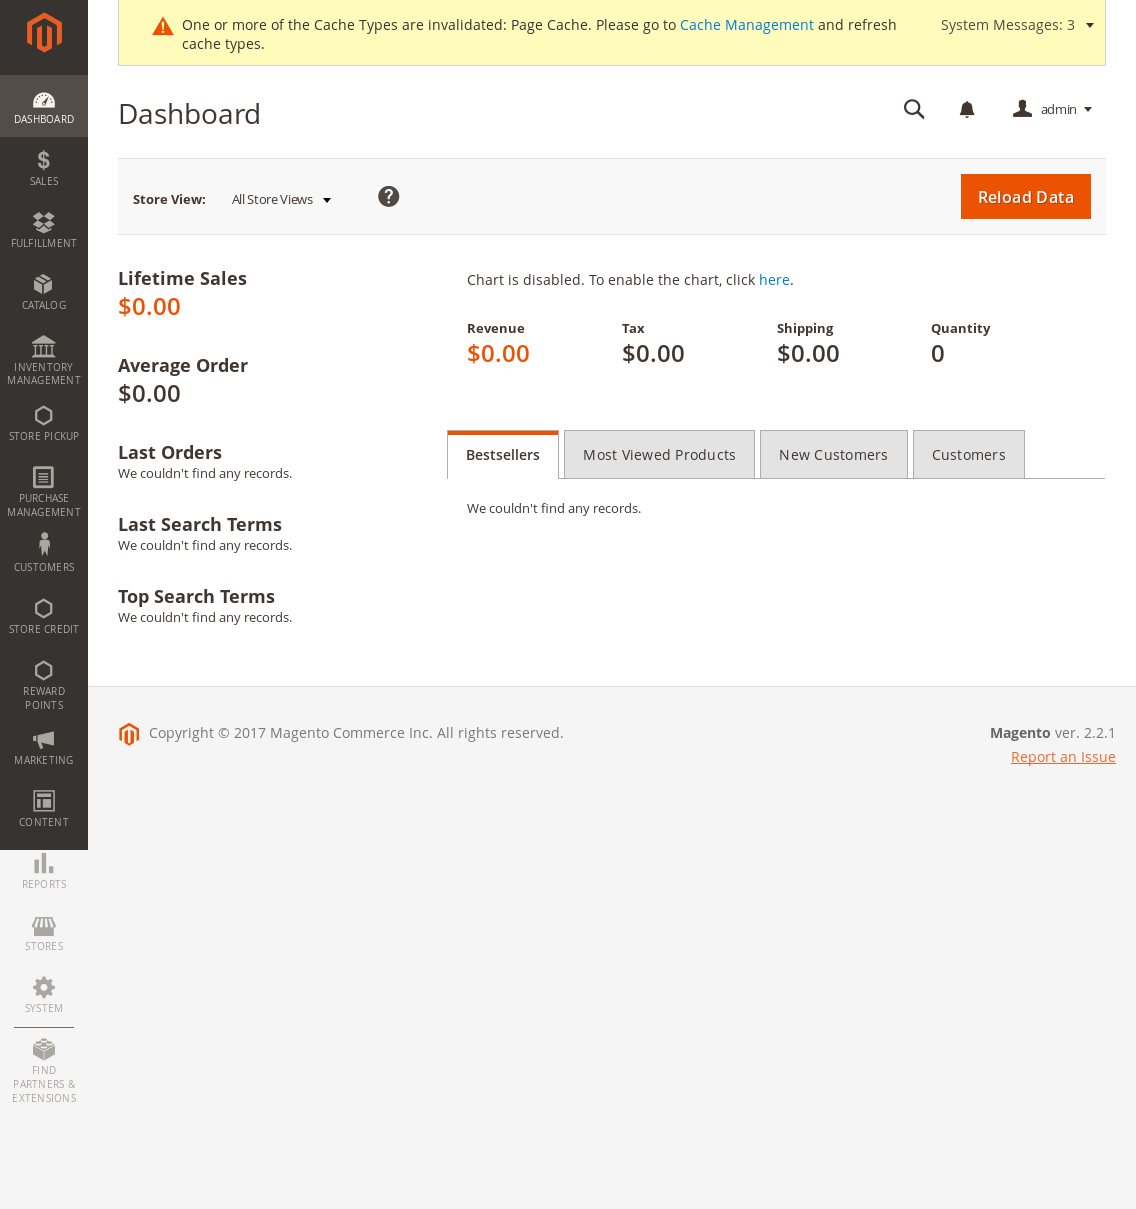 One or more of the Cache Types are invalidated: Page Cache. Please go to Cache Management and refresh
cache types.
System Messages: 3
Dashboard
admin
Store View:
All Store Views
?
Reload Data
DASHBOARD
$
SALES
FULFILLMENT
CATALOG
INVENTORY
MANAGEMENT
STORE PICKUP
PURCHASE
MANAGEMENT
CUSTOMERS
STORE CREDIT
REWARD
POINTS
MARKETING
CONTENT
REPORTS
STORES
SYSTEM
FIND
PARTNERS &
EXTENSIONS
Lifetime Sales
$0.00
Average Order
$0.00
Last Orders
We couldn't find any records.
Last Search Terms
We couldn't find any records.
Top Search Terms
We couldn't find any records.
Chart is disabled. To enable the chart, click here.
Revenue
$0.00
Tax
$0.00
Shipping
$0.00
Quantity
0
Bestsellers
Most Viewed Products
New Customers
Customers
We couldn't find any records.
Copyright © 2017 Magento Commerce Inc. All rights reserved.
Magento ver. 2.2.1
Report an Issue